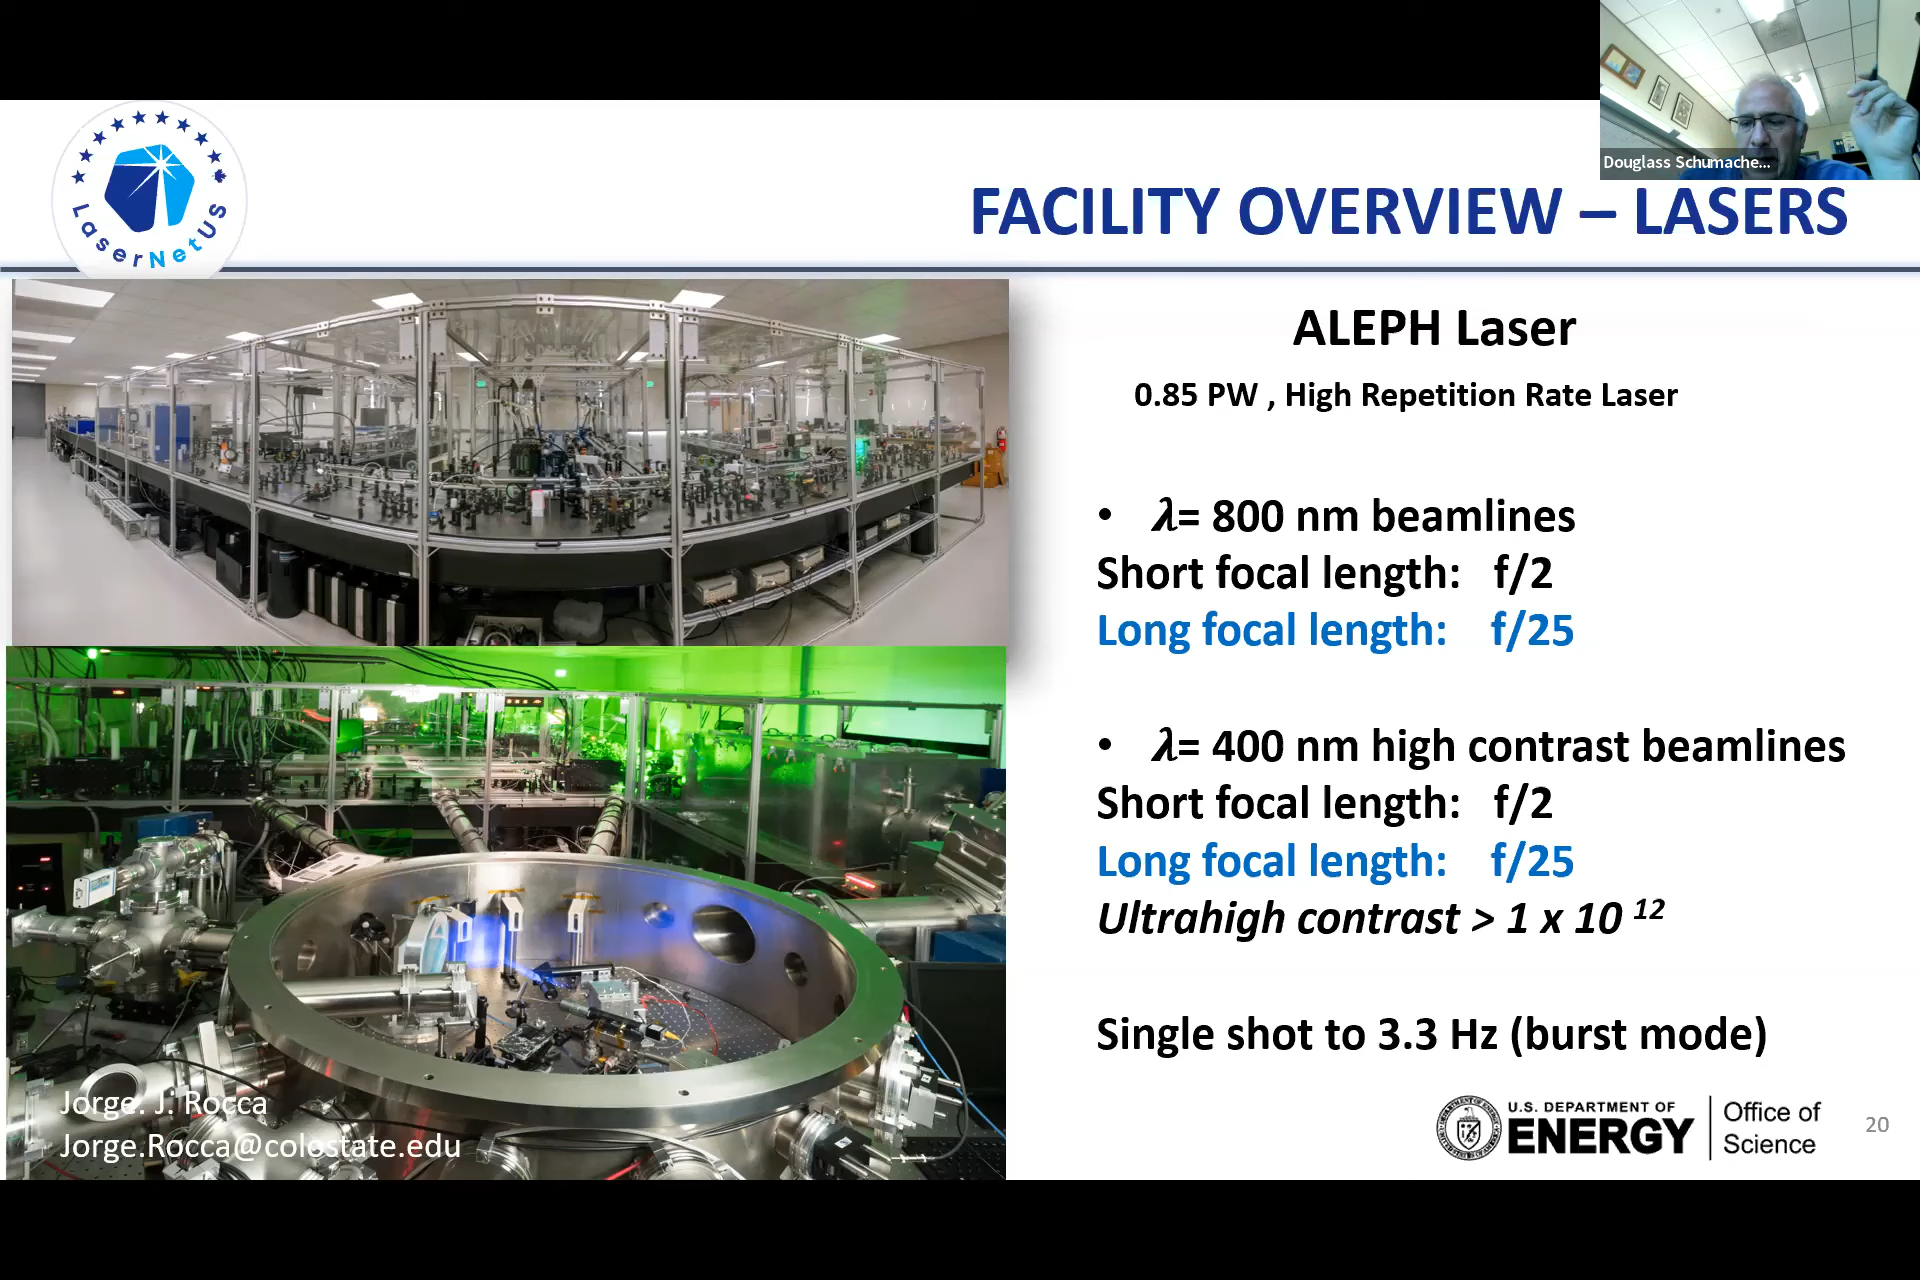 Douglass Schumache...
LaserNetUS
FACILITY OVERVIEW – LASERS
ALEPH Laser
0.85 PW , High Repetition Rate Laser
• λ= 800 nm beamlines
Short focal length: f/2
Long focal length: f/25
• λ= 400 nm high contrast beamlines
Short focal length: f/2
Long focal length: f/25
Ultrahigh contrast > 1 x 10 12
Single shot to 3.3 Hz (burst mode)
Jorge. J. Rocca
Jorge.Rocca@colostate.edu
U.S. DEPARTMENT OF
ENERGY
Office of
Science
20